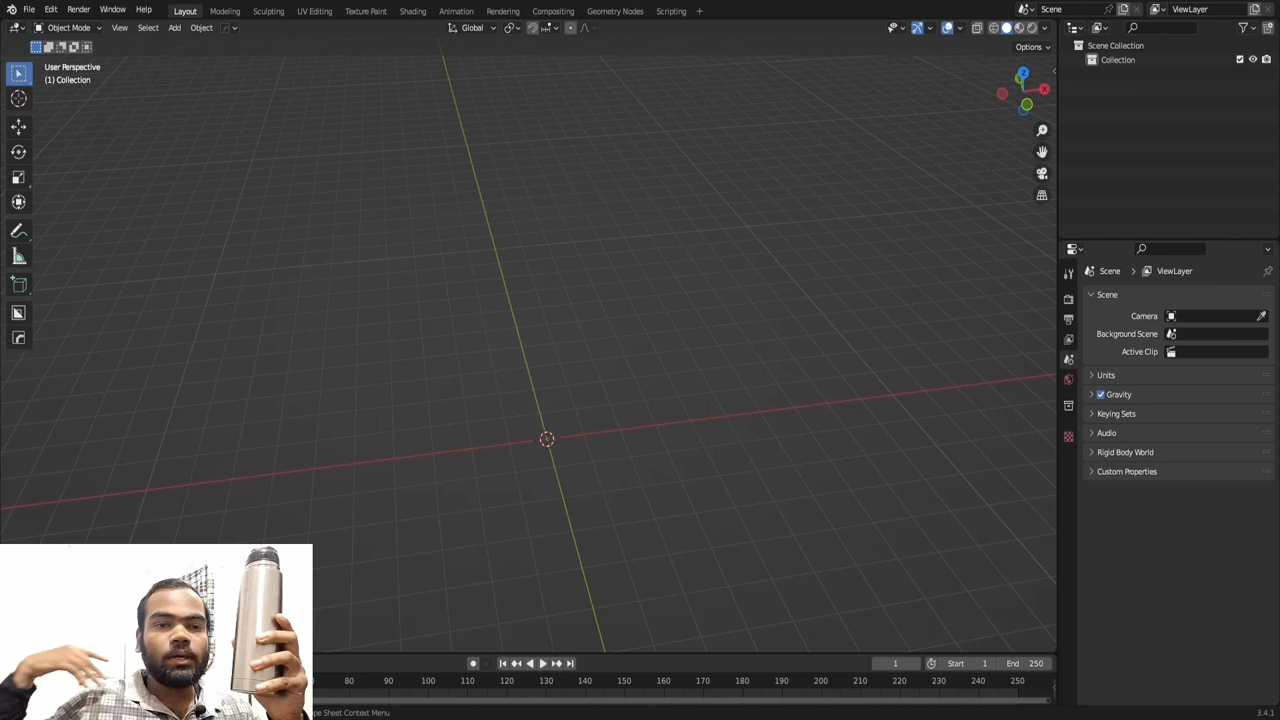 File Edit Render Window Help Layout Modeling Sculpting UV Editing Texture Paint Shading Animation Rendering Compositing Geometry Nodes Scripting + Scene ViewLayer
Object Mode View Select Add Object Global
Options
User Perspective
(1) Collection
X
Z
Scene Collection
Collection
Scene > ViewLayer
Scene
Camera
Background Scene
Active Clip
Units
Gravity
Keying Sets
Audio
Rigid Body World
Custom Properties
1 Start 1 End 250
80 90 100 110 120 130 140 150 160 170 180 190 200 210 220 230 240 250
ope Sheet Context Menu
3.4.1